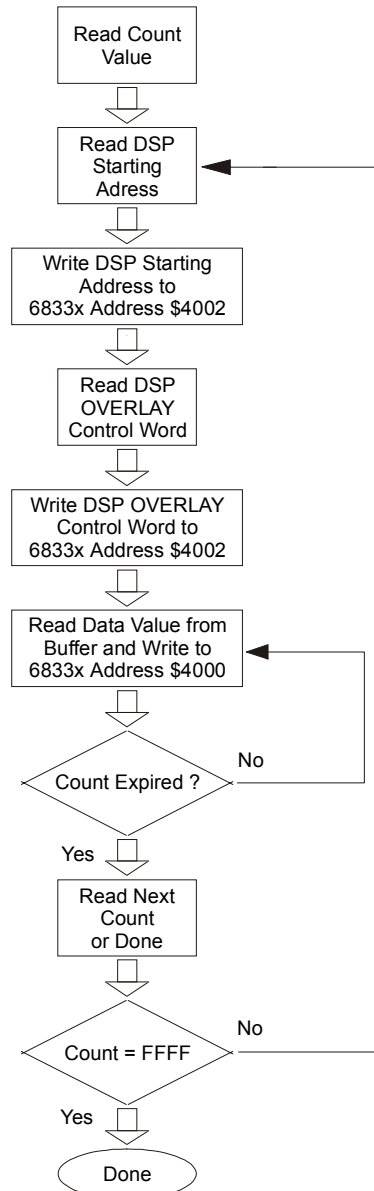 Read Count
Value
Read DSP
Starting
Adress
Write DSP Starting
Address to
6833x Address $4002
Read DSP
OVERLAY
Control Word
Write DSP OVERLAY
Control Word to
6833x Address $4002
Read Data Value from
Buffer and Write to
6833x Address $4000
Count Expired ?
No
Yes
Read Next
Count
or Done
Count = FFFF
No
Yes
Done